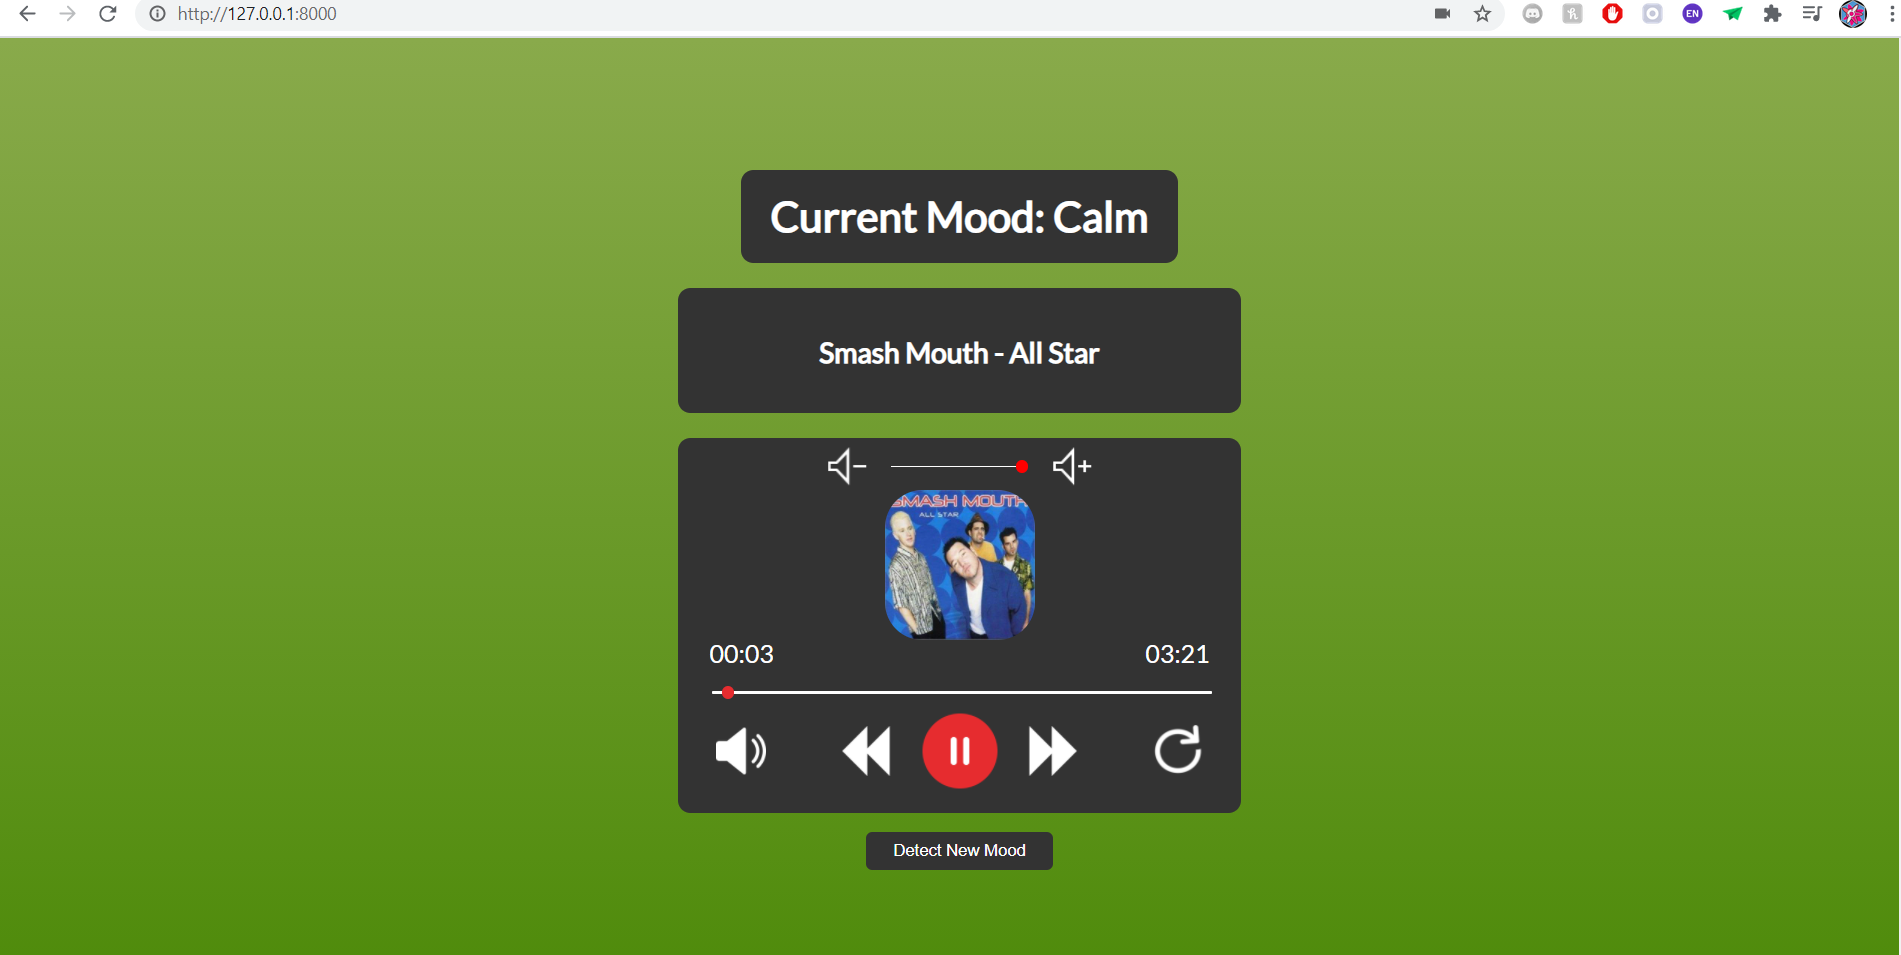 http://127.0.0.1:8000
EN
Current Mood: Calm
Smash Mouth - All Star
SMASH MOUTH
ALL STAR
00:03
03:21
Detect New Mood